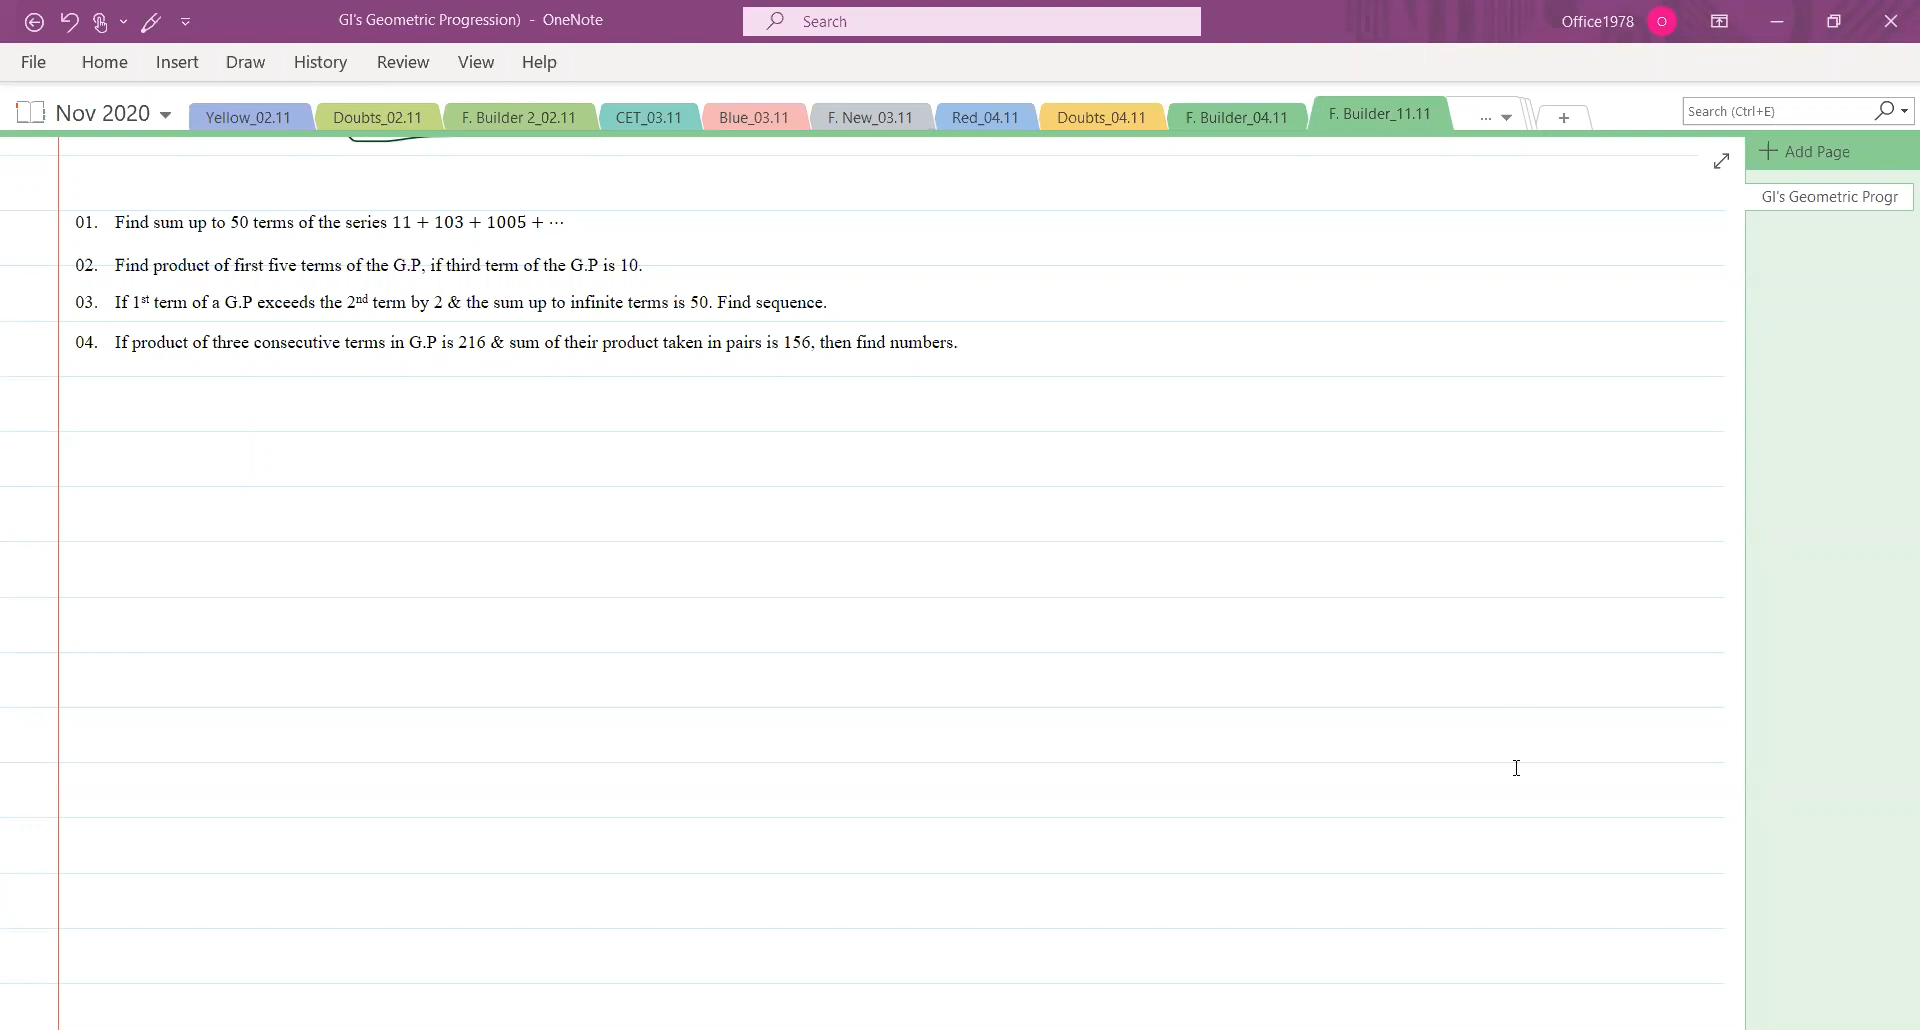 GI's Geometric Progression) - OneNote
Search
Office1978
O
File Home Insert Draw History Review View Help
Nov 2020
Yellow_02.11 Doubts_02.11 F. Builder 2_02.11 CET_03.11 Blue_03.11 F. New_03.11 Red_04.11 Doubts_04.11 F. Builder_04.11 F. Builder_11.11 ... +
Search (Ctrl+E)
Add Page
GI's Geometric Progr
01. Find sum up to 50 terms of the series 11 + 103 + 1005 + ⋯
02. Find product of first five terms of the G.P, if third term of the G.P is 10.
03. If 1st term of a G.P exceeds the 2nd term by 2 & the sum up to infinite terms is 50. Find sequence.
04. If product of three consecutive terms in G.P is 216 & sum of their product taken in pairs is 156, then find numbers.